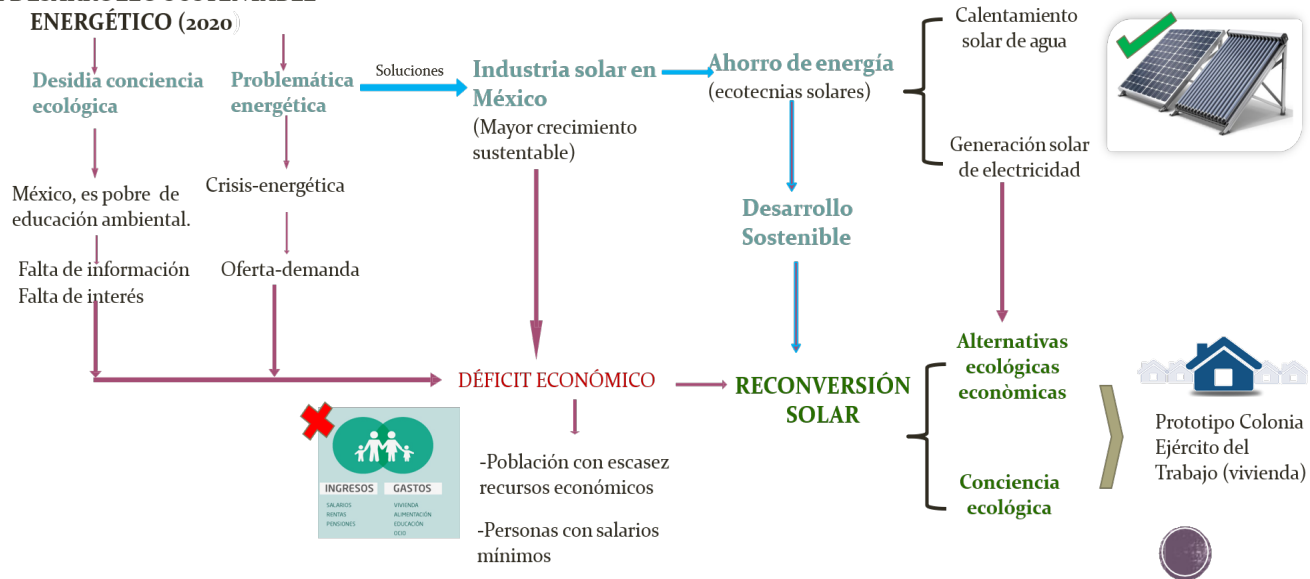 DESARROLLO SOSTENTABLE
ENERGÉTICO (2020)
Desidia conciencia
ecológica
México, es pobre de
educación ambiental.
Falta de información
Falta de interés
Problemática
energética
Crisis-energética
Oferta-demanda
Soluciones
Industria solar en
México
(Mayor crecimiento
sustentable)
Ahorro de energía
(ecotecnias solares)
Calentamiento
solar de agua
Generación solar
de electricidad
Desarrollo
Sostenible
DÉFICIT ECONÓMICO
-Población con escasez
recursos económicos
-Personas con salarios
mínimos
INGRESOS
SALARIOS
RENTAS
PENSIONES
GASTOS
VIVIENDA
ALIMENTACIÓN
EDUCACIÓN
OCIO
RECONVERSIÓN
SOLAR
Alternativas
ecológicas
econòmicas
Conciencia
ecológica
Prototipo Colonia
Ejército del
Trabajo (vivienda)